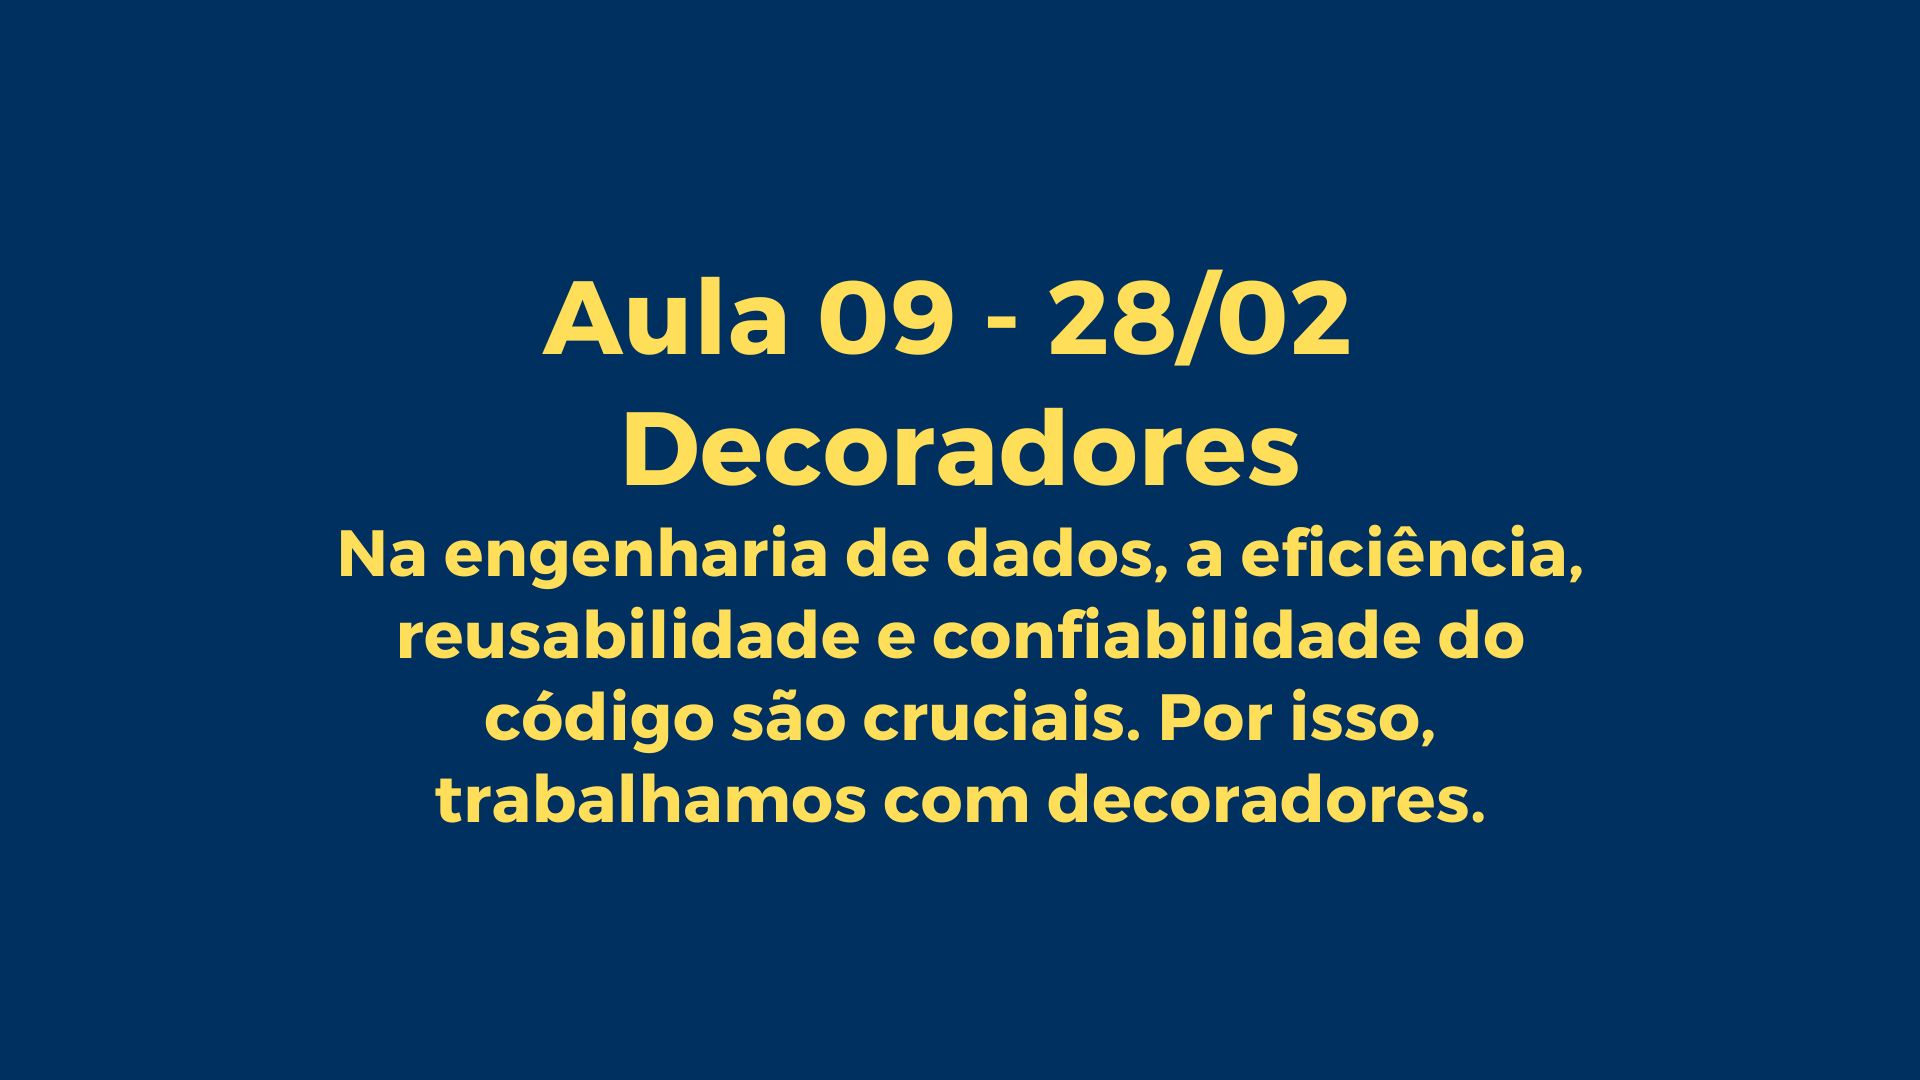 Aula 09 - 28/02
Decoradores
Na engenharia de dados, a eficiência,
reusabilidade e confiabilidade do
código são cruciais. Por isso,
trabalhamos com decoradores.